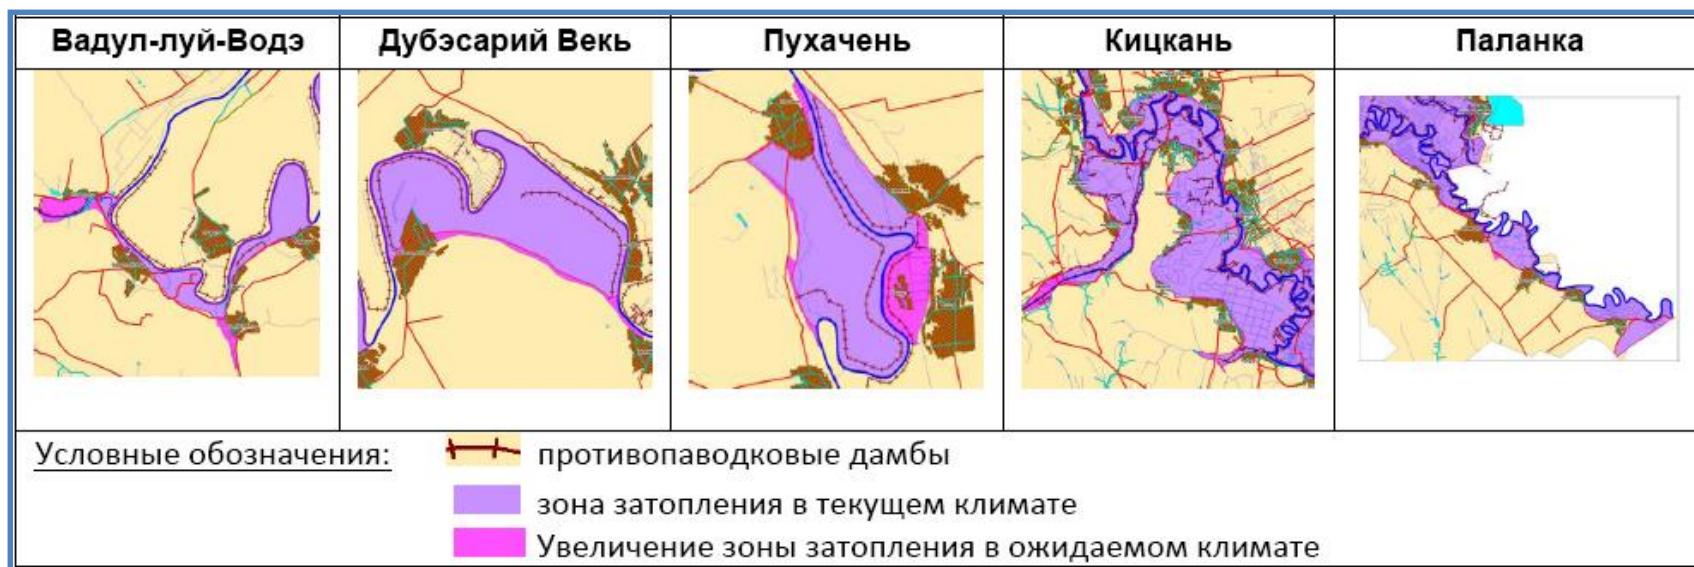 Вадул-луй-Водэ
Дубэсарий Векь
Пухачень
Кицкань
Паланка
Условные обозначения:
противопаводковые дамбы
зона затопления в текущем климате
Увеличение зоны затопления в ожидаемом климате